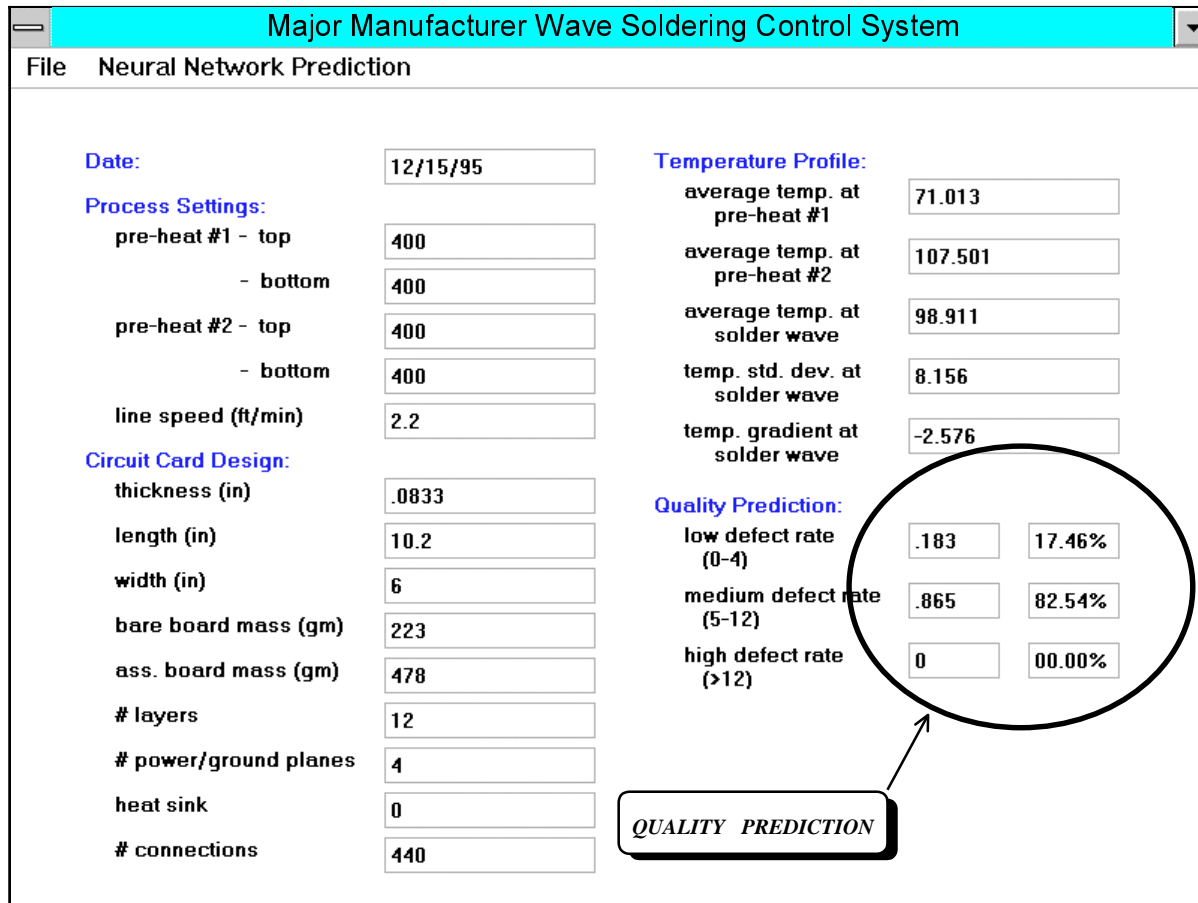 Major Manufacturer Wave Soldering Control System
File Neural Network Prediction
Date: 12/15/95
Process Settings:
pre-heat #1 - top 400
- bottom 400
pre-heat #2 - top 400
- bottom 400
line speed (ft/min) 2.2
Circuit Card Design:
thickness (in) .0833
length (in) 10.2
width (in) 6
bare board mass (gm) 223
ass. board mass (gm) 478
# layers 12
# power/ground planes 4
heat sink 0
# connections 440
Temperature Profile:
average temp. at
pre-heat #1 71.013
average temp. at
pre-heat #2 107.501
average temp. at
solder wave 98.911
temp. std. dev. at
solder wave 8.156
temp. gradient at
solder wave -2.576
Quality Prediction:
low defect rate .183 17.46%
(0-4)
medium defect rate .865 82.54%
(5-12)
high defect rate 0 00.00%
(>12)
QUALITY PREDICTION